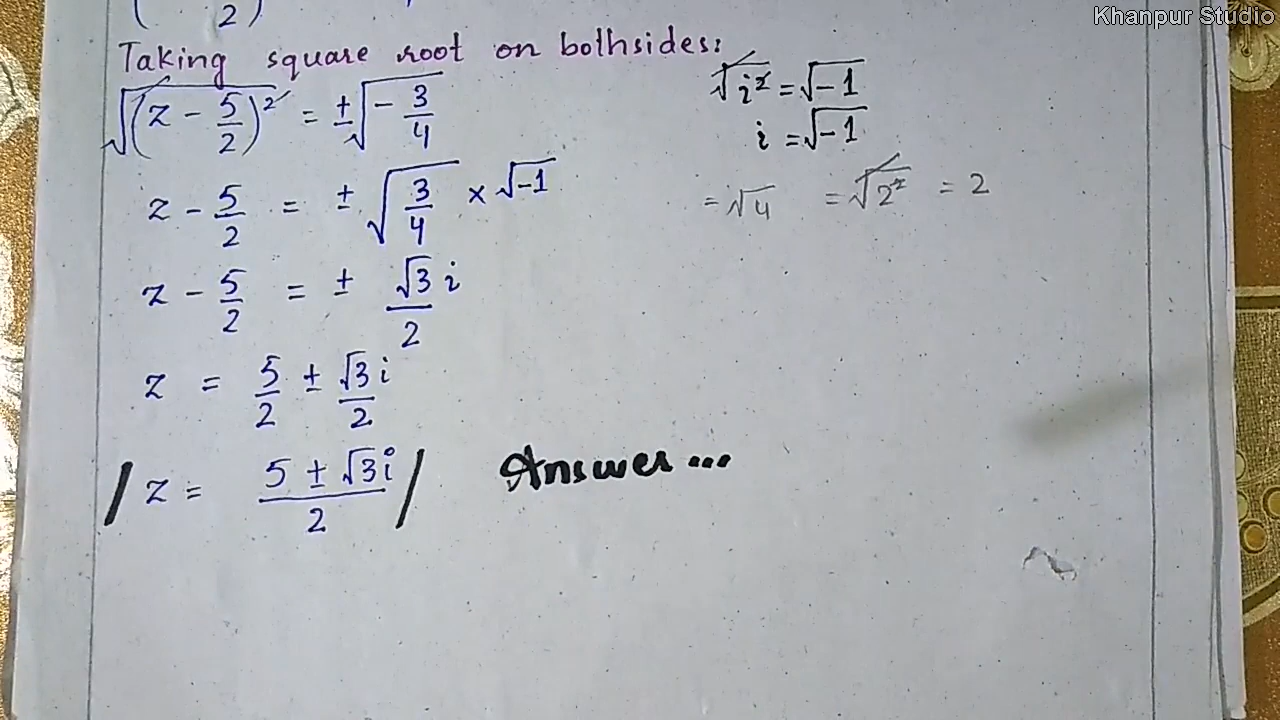 Khanpur Studio
( 2)
Taking square root on bothsides:
√(z - 5/2)² = ±√-3/4
z - 5/2 = ± √3/4 × √-1
z - 5/2 = ± √3 i/2
z = 5/2 ± √3 i/2
/ z = 5 ± √3 i/2 / Answer...
√i² = √-1
i = √-1
= √4 = √2² = 2